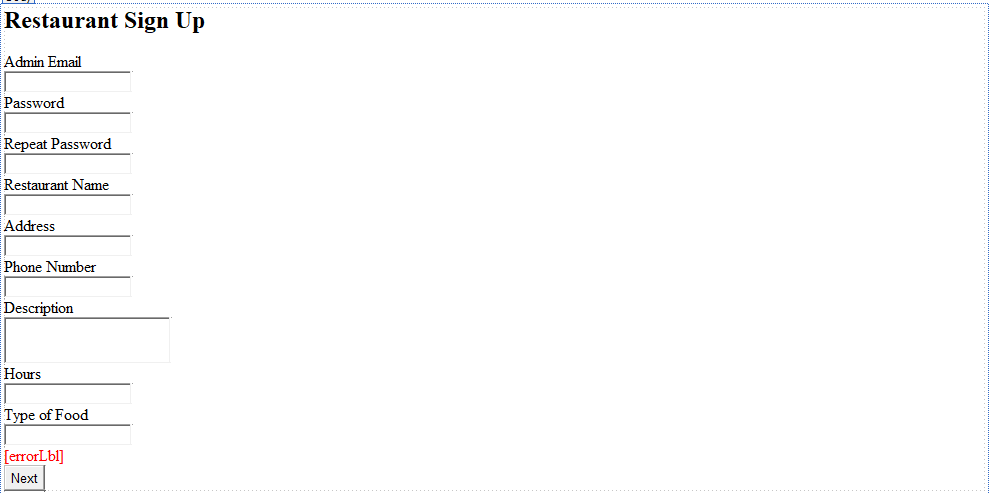 Restaurant Sign Up
Admin Email
Password
Repeat Password
Restaurant Name
Address
Phone Number
Description
Hours
Type of Food
[errorLbl]
Next